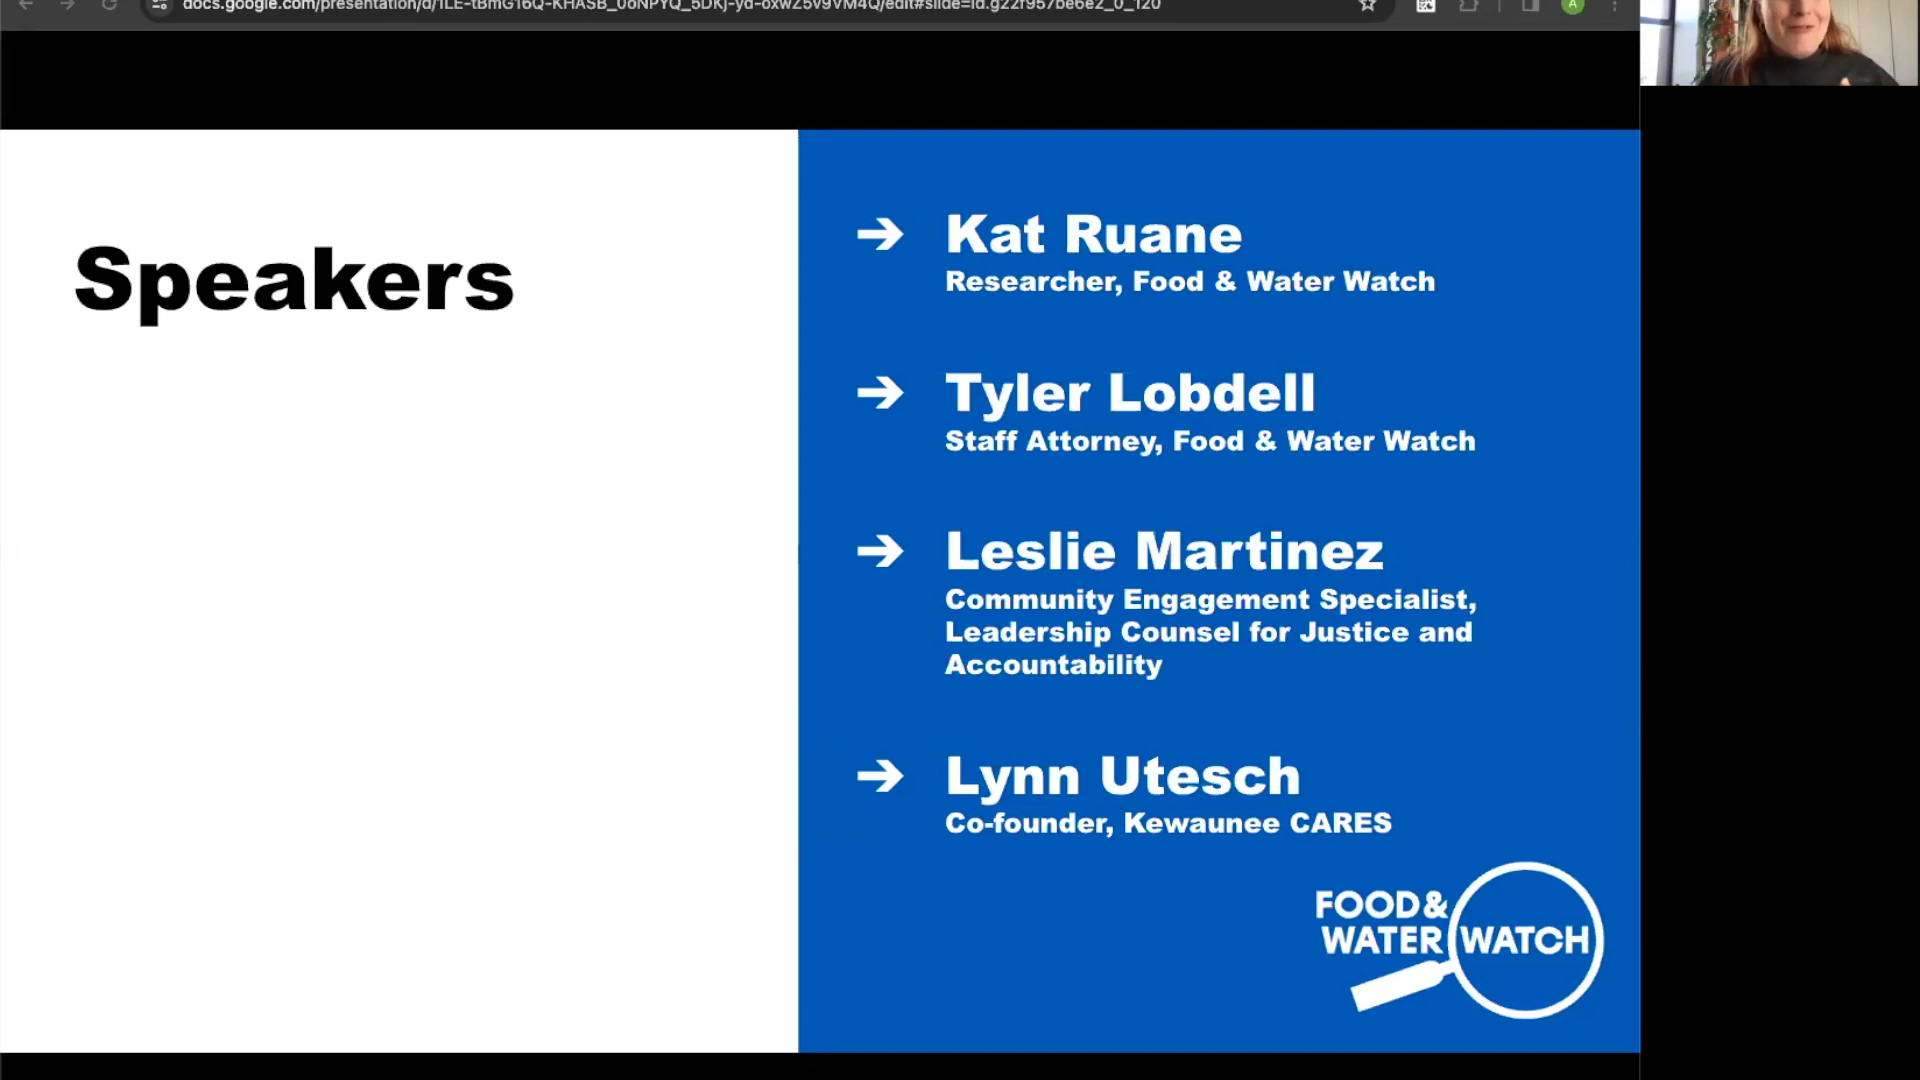 Speakers
→ Kat Ruane
Researcher, Food & Water Watch
→ Tyler Lobdell
Staff Attorney, Food & Water Watch
→ Leslie Martinez
Community Engagement Specialist,
Leadership Counsel for Justice and
Accountability
→ Lynn Utesch
Co-founder, Kewaunee CARES
FOOD&
WATER WATCH
A